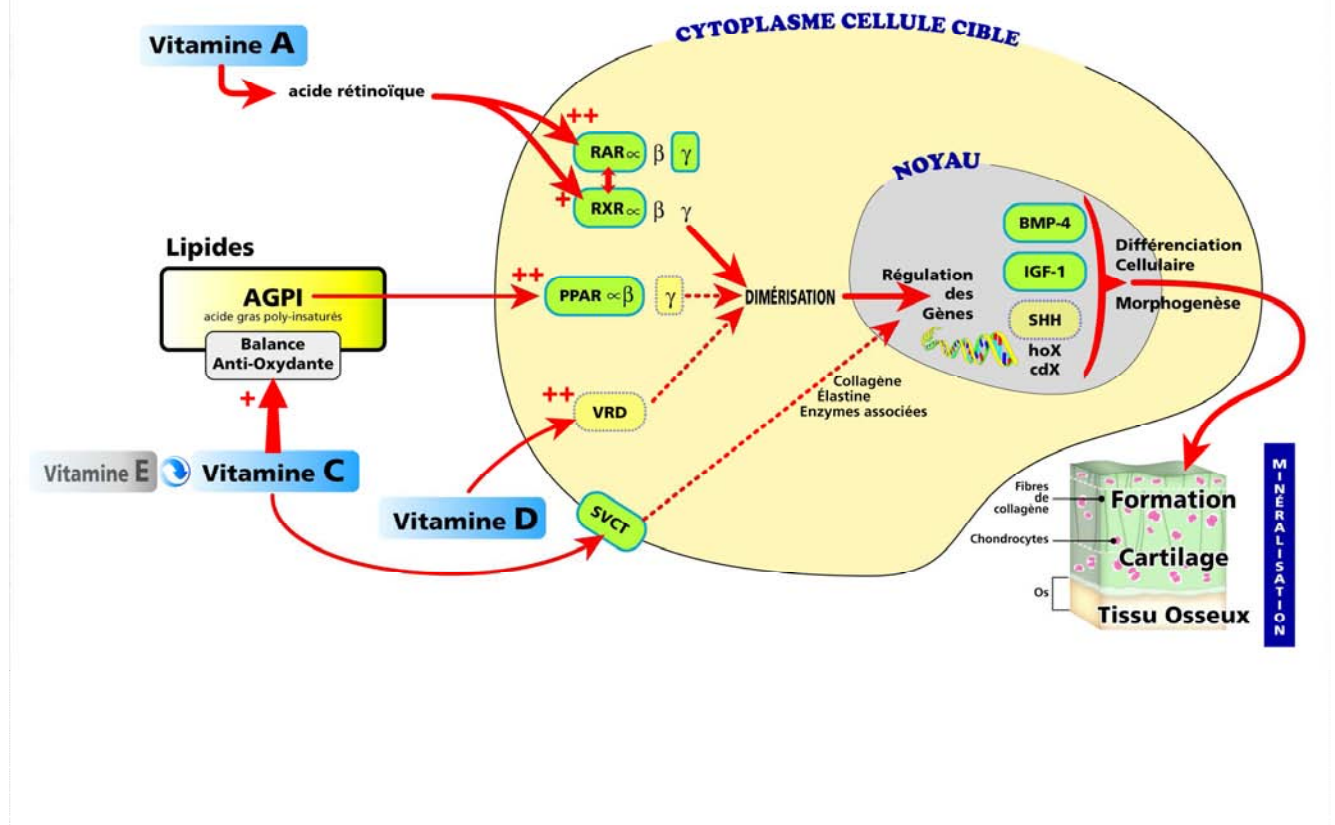 CYTOPLASME CELLULE CIBLE
Vitamine A
acide rétinoïque
++
RAR∝ β γ
+
RXR∝ β γ
NOYAU
BMP-4
IGF-1
SHH
hoX
cdX
Régulation
des
Gènes
Différenciation
Cellulaire
Morphogenèse
Lipides
AGPI
acide gras poly-insaturés
Balance
Anti-Oxydante
++
PPAR ∝β γ
DIMÉRISATION
++
VRD
Collagène
Élastine
Enzymes associées
+
Vitamine E
Vitamine C
Vitamine D
SVCT
Fibres
de
collagène
Chondrocytes
Os
Formation
Cartilage
Tissu Osseux
MINÉRALISATION